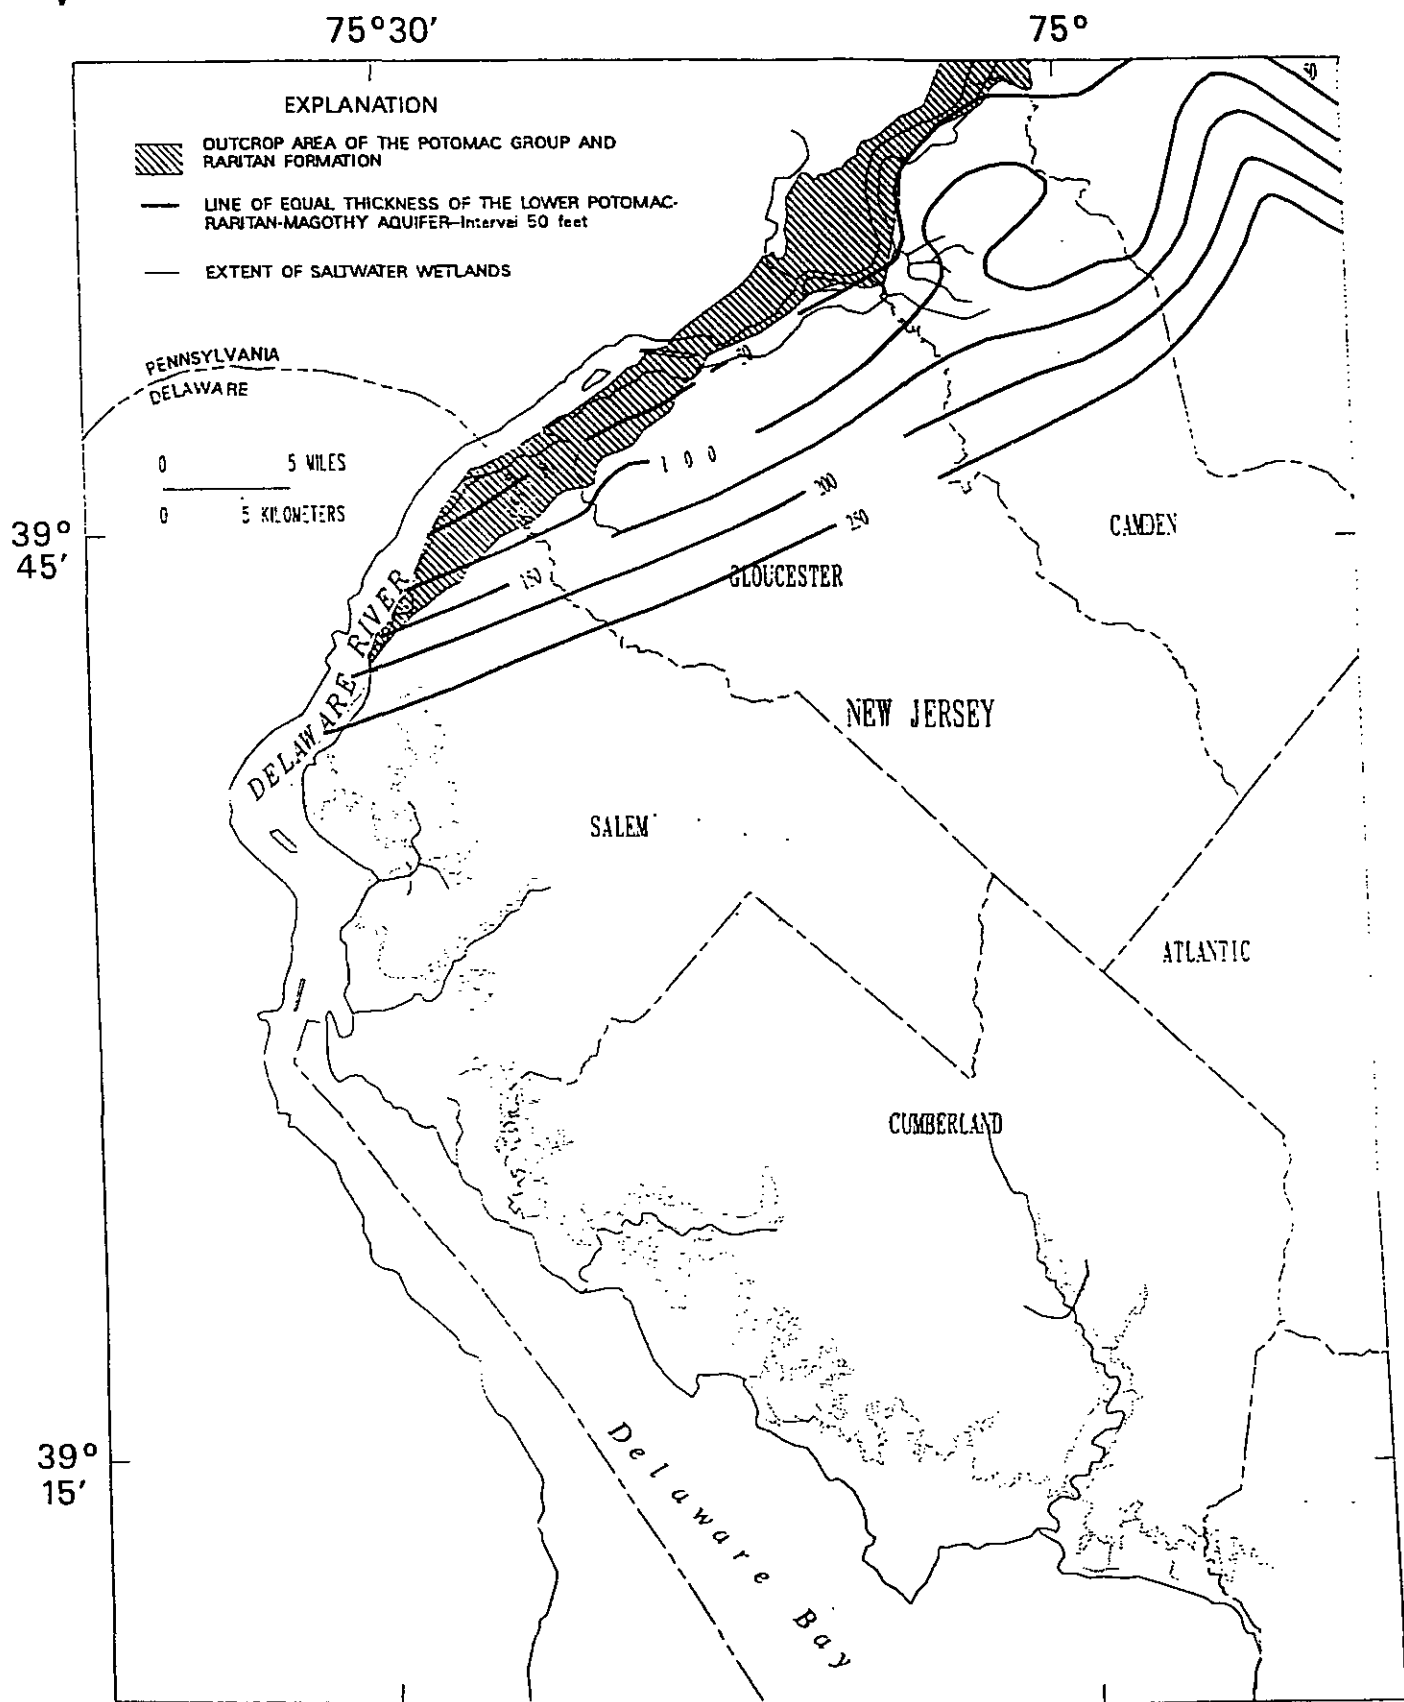 75°30′
75°
EXPLANATION
OUTCROP AREA OF THE POTOMAC GROUP AND
RARITAN FORMATION
LINE OF EQUAL THICKNESS OF THE LOWER POTOMAC-
RARITAN-MAGOTHY AQUIFER—Interval 50 feet
EXTENT OF SALTWATER WETLANDS
50
50
PENNSYLVANIA
DELAWARE
0 5 MILES
0 5 KILOMETERS
100
200
250
150
39°
45′
CAMDEN
GLOUCESTER
DELAWARE RIVER
NEW JERSEY
SALEM
ATLANTIC
CUMBERLAND
39°
15′
Delaware Bay